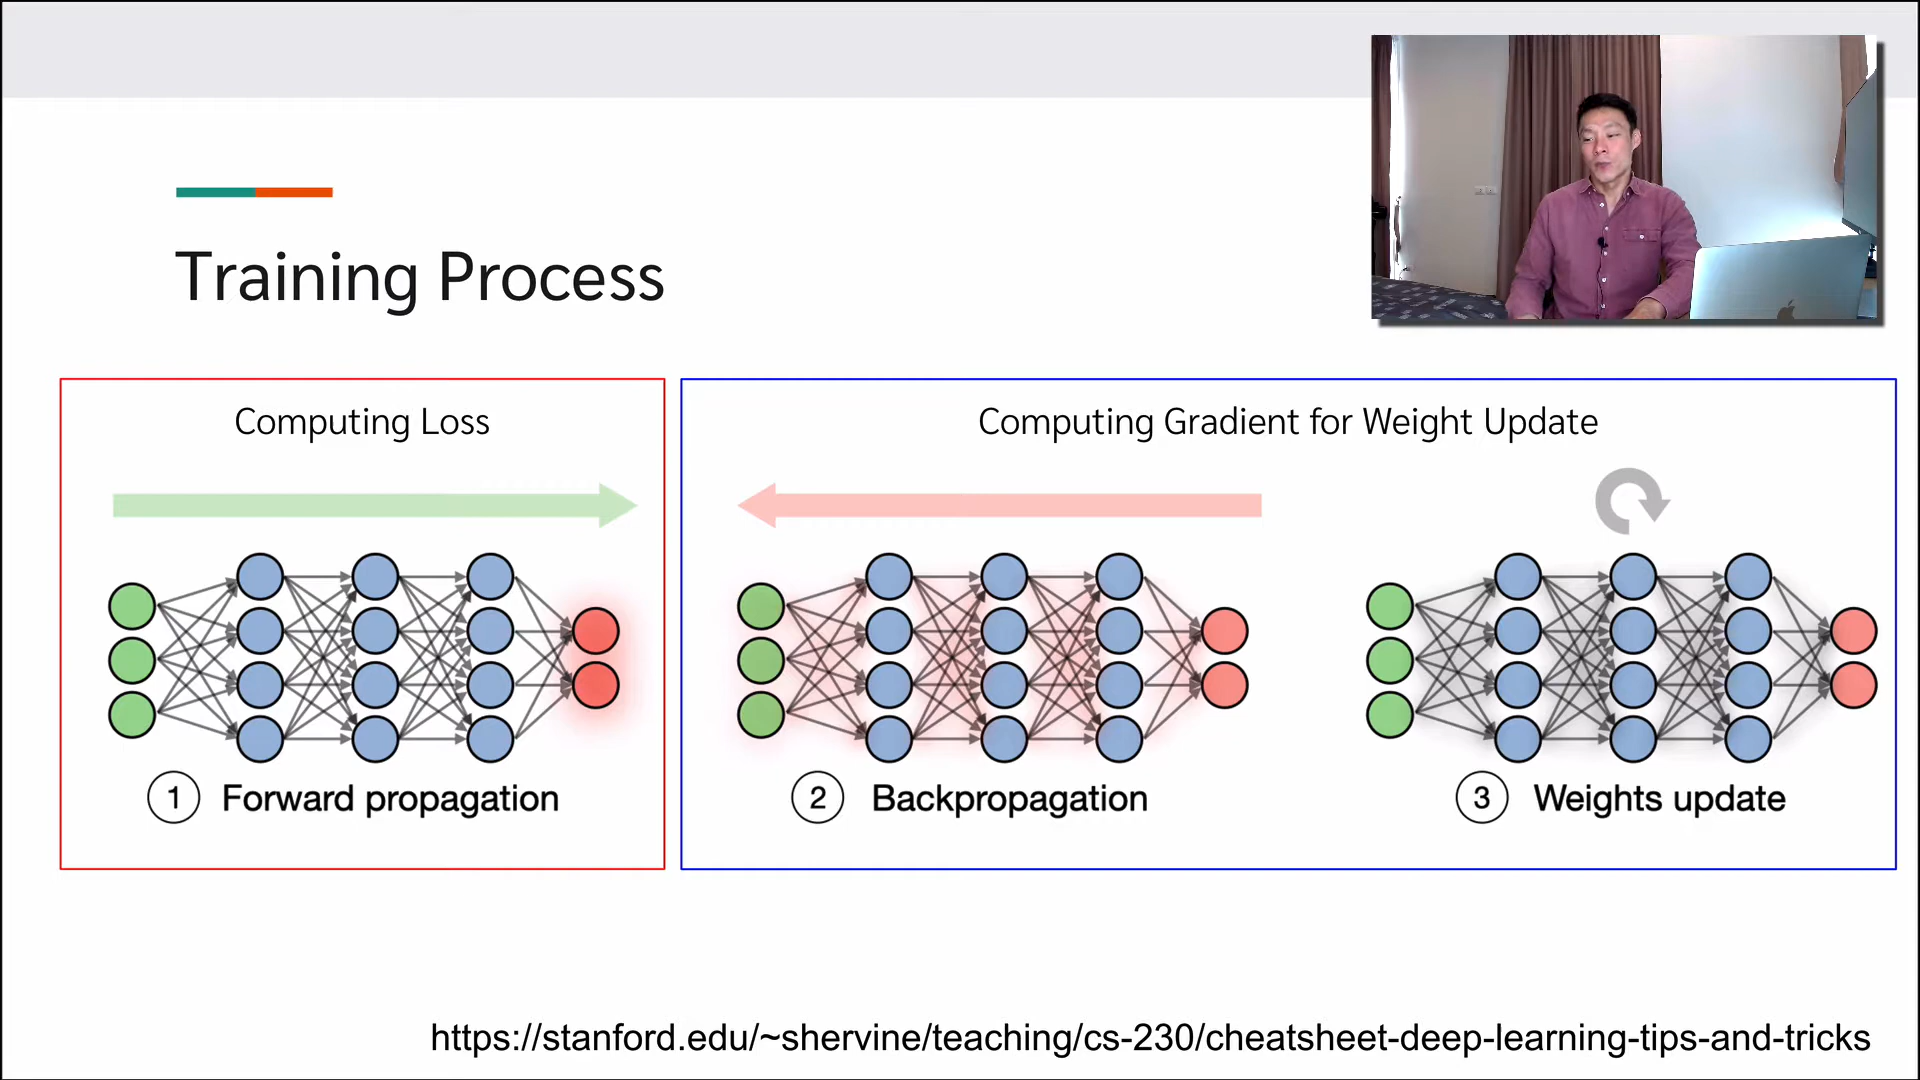 Training Process
Computing Loss
Computing Gradient for Weight Update
1 Forward propagation
2 Backpropagation
3 Weights update
https://stanford.edu/~shervine/teaching/cs-230/cheatsheet-deep-learning-tips-and-tricks